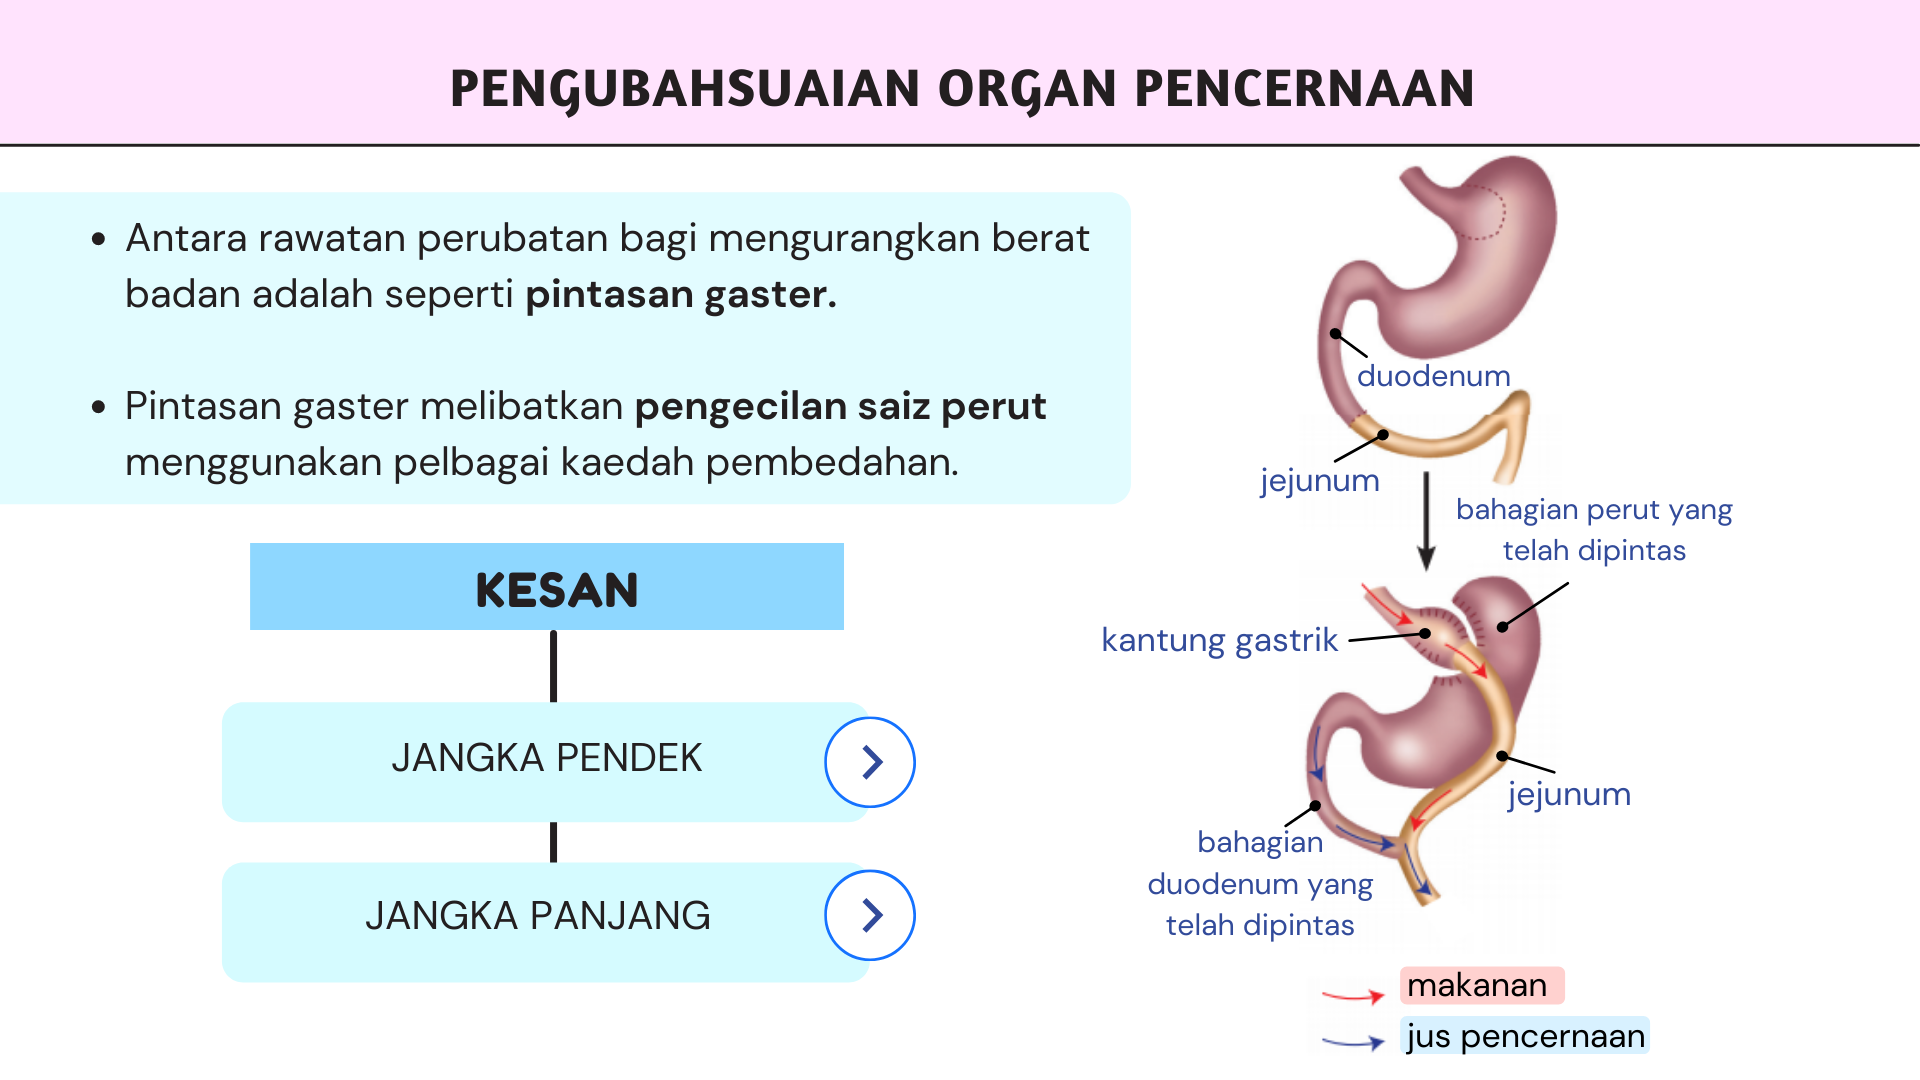 PENGUBAHSUAIAN ORGAN PENCERNAAN
• Antara rawatan perubatan bagi mengurangkan berat
badan adalah seperti pintasan gaster.
• Pintasan gaster melibatkan pengecilan saiz perut
menggunakan pelbagai kaedah pembedahan.
KESAN
JANGKA PENDEK
JANGKA PANJANG
duodenum
jejunum
bahagian perut yang
telah dipintas
kantung gastrik
jejunum
bahagian
duodenum yang
telah dipintas
makanan
jus pencernaan